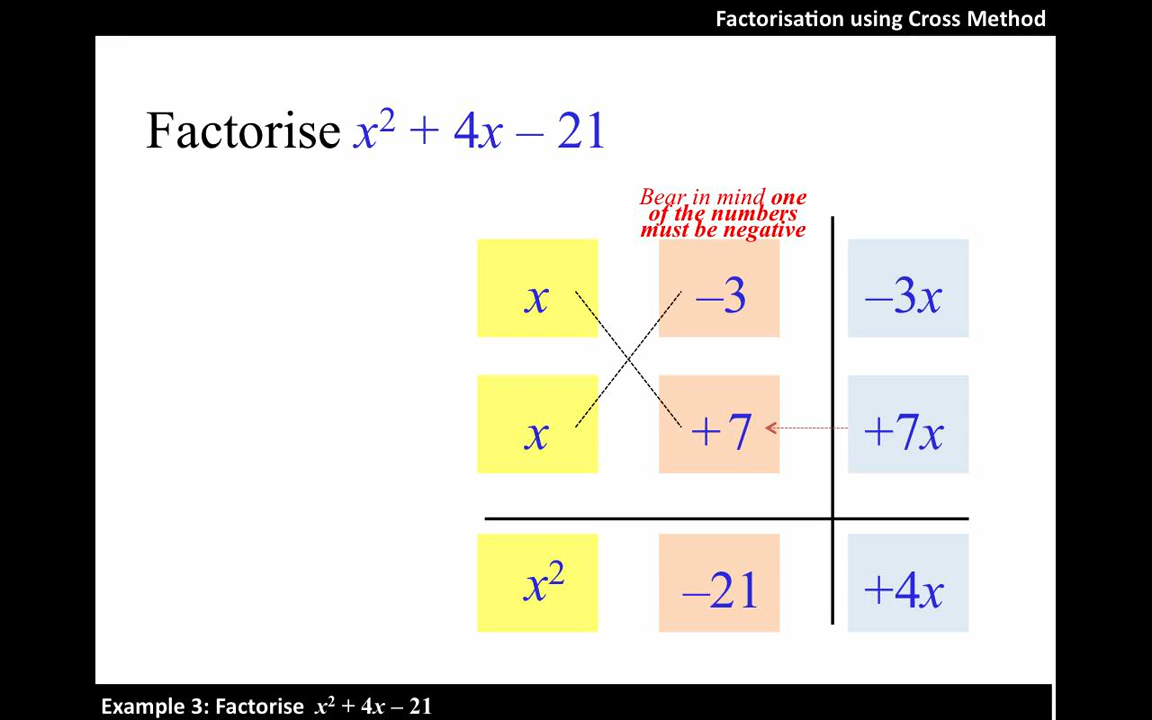 Factorisation using Cross Method
Factorise x² + 4x – 21
Bear in mind one
of the numbers
must be negative
x –3 –3x
x +7 +7x
x² –21 +4x
Example 3: Factorise x² + 4x – 21